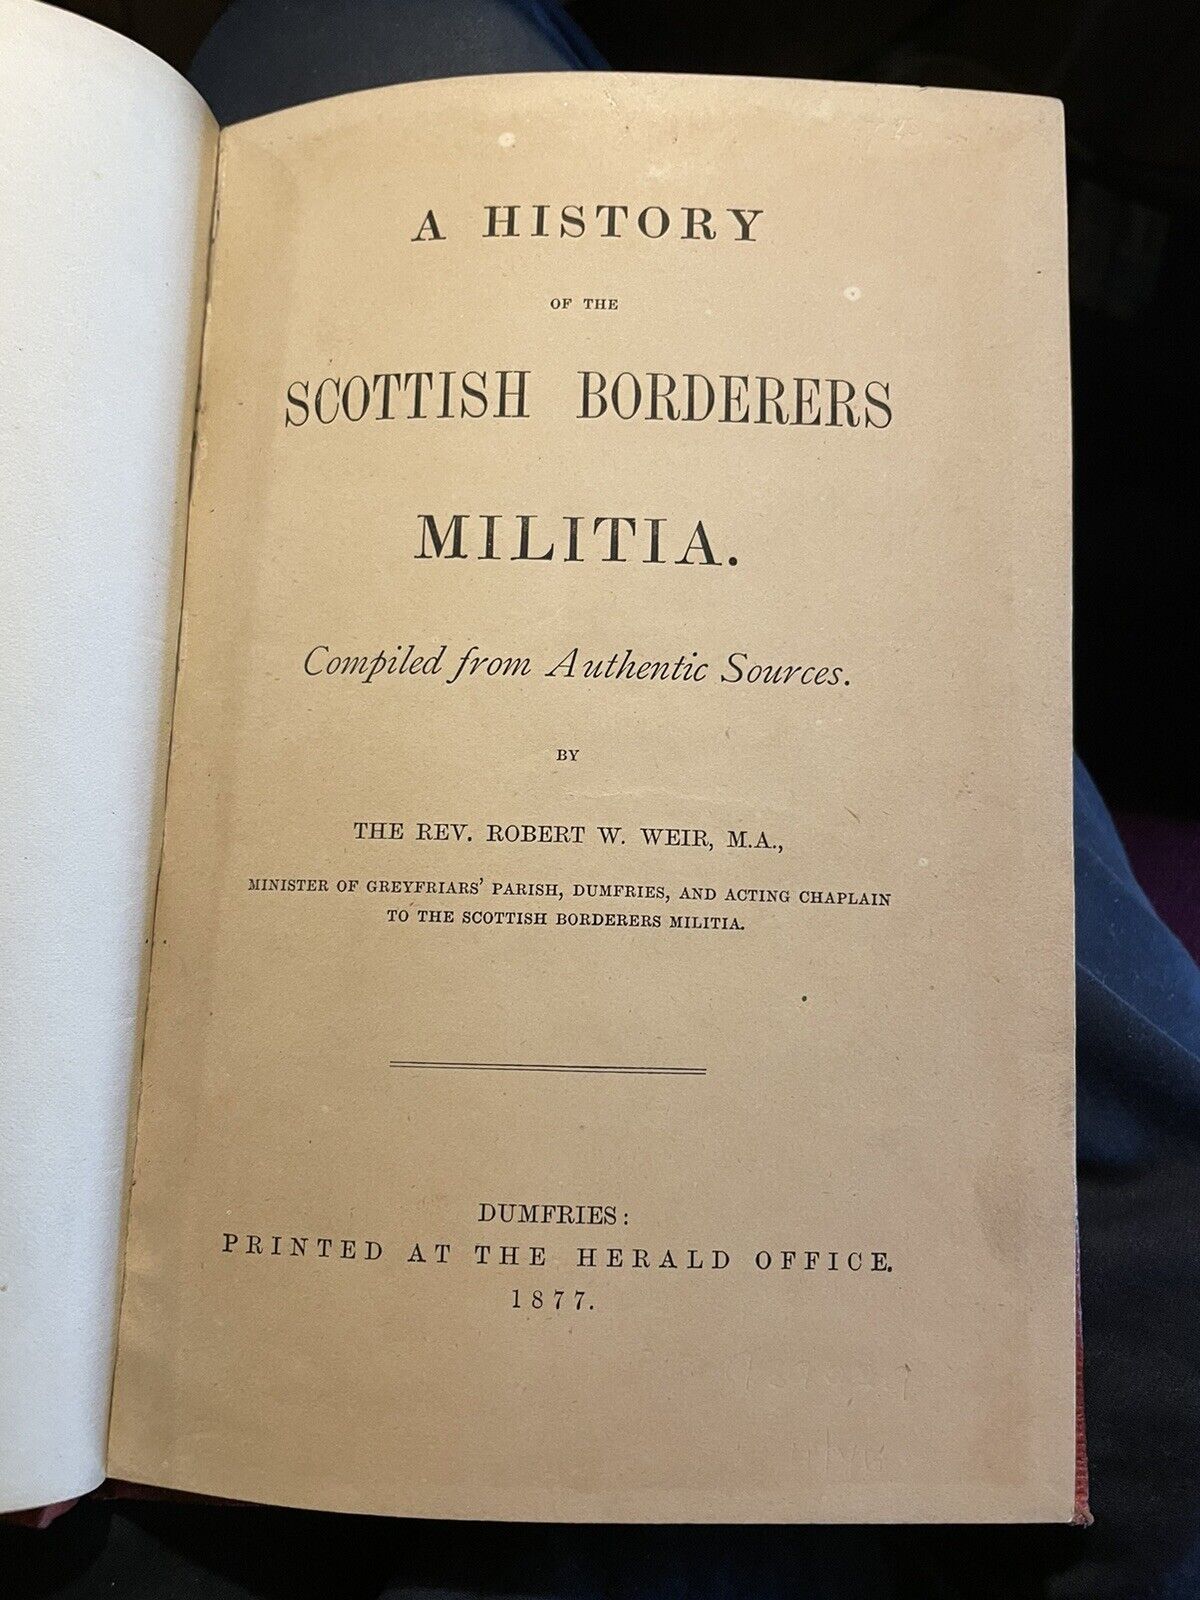 A HISTORY
OF THE
SCOTTISH BORDERERS
MILITIA.
Compiled from Authentic Sources.
BY
THE REV. ROBERT W. WEIR, M.A.,
MINISTER OF GREYFRIARS' PARISH, DUMFRIES, AND ACTING CHAPLAIN
TO THE SCOTTISH BORDERERS MILITIA.
DUMFRIES:
PRINTED AT THE HERALD OFFICE.
1877.